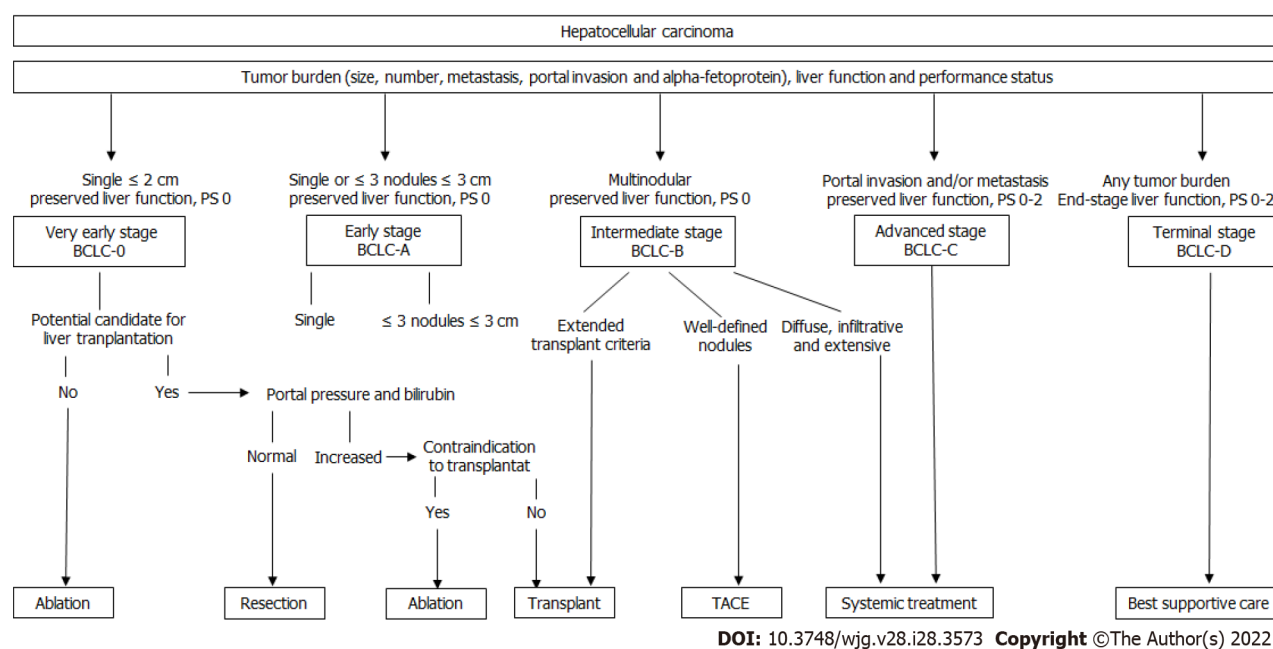 Hepatocellular carcinoma
Tumor burden (size, number, metastasis, portal invasion and alpha-fetoprotein), liver function and performance status
Single ≤ 2 cm
preserved liver function, PS 0
Single or ≤ 3 nodules ≤ 3 cm
preserved liver function, PS 0
Multinodular
preserved liver function, PS 0
Portal invasion and/or metastasis
preserved liver function, PS 0-2
Any tumor burden
End-stage liver function, PS 0-2
Very early stage
BCLC-0
Early stage
BCLC-A
Intermediate stage
BCLC-B
Advanced stage
BCLC-C
Terminal stage
BCLC-D
Potential candidate for
liver tranplantation
Single
≤ 3 nodules ≤ 3 cm
Extended
transplant criteria
Well-defined
nodules
Diffuse, infiltrative
and extensive
No
Yes
Portal pressure and bilirubin
Normal
Increased
Contraindication
to transplantat
Yes
No
Ablation
Resection
Ablation
Transplant
TACE
Systemic treatment
Best supportive care
DOI: 10.3748/wjg.v28.i28.3573 Copyright ©The Author(s) 2022